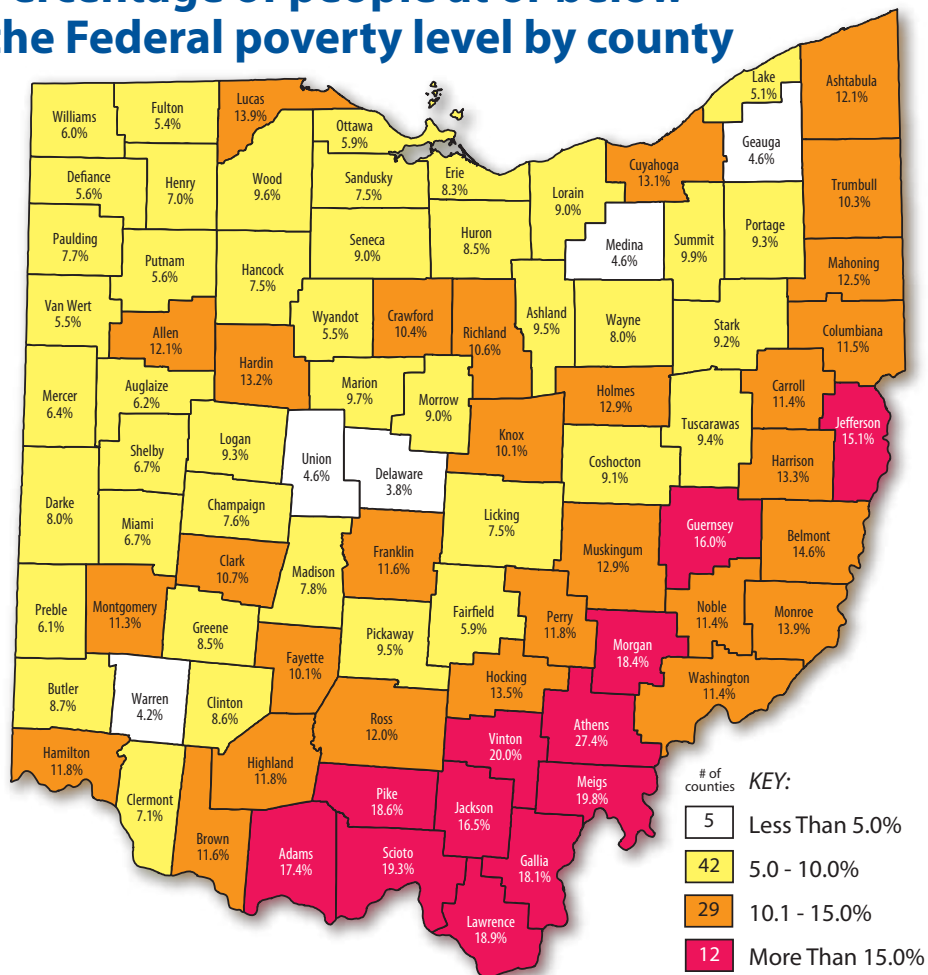 ercentage of people at or below
the Federal poverty level by county
Williams
6.0%
Fulton
5.4%
Lucas
13.9%
Ottawa
5.9%
Lake
5.1%
Ashtabula
12.1%
Geauga
4.6%
Defiance
5.6%
Henry
7.0%
Wood
9.6%
Sandusky
7.5%
Erie
8.3%
Lorain
9.0%
Cuyahoga
13.1%
Trumbull
10.3%
Paulding
7.7%
Putnam
5.6%
Hancock
7.5%
Seneca
9.0%
Huron
8.5%
Medina
4.6%
Summit
9.9%
Portage
9.3%
Mahoning
12.5%
Van Wert
5.5%
Allen
12.1%
Hardin
13.2%
Wyandot
5.5%
Crawford
10.4%
Richland
10.6%
Ashland
9.5%
Wayne
8.0%
Stark
9.2%
Columbiana
11.5%
Mercer
6.4%
Auglaize
6.2%
Marion
9.7%
Morrow
9.0%
Holmes
12.9%
Carroll
11.4%
Jefferson
15.1%
Shelby
6.7%
Logan
9.3%
Union
4.6%
Delaware
3.8%
Knox
10.1%
Coshocton
9.1%
Tuscarawas
9.4%
Harrison
13.3%
Darke
8.0%
Miami
6.7%
Champaign
7.6%
Licking
7.5%
Guernsey
16.0%
Belmont
14.6%
Clark
10.7%
Madison
7.8%
Franklin
11.6%
Muskingum
12.9%
Preble
6.1%
Montgomery
11.3%
Greene
8.5%
Pickaway
9.5%
Fairfield
5.9%
Perry
11.8%
Morgan
18.4%
Noble
11.4%
Monroe
13.9%
Butler
8.7%
Warren
4.2%
Clinton
8.6%
Fayette
10.1%
Hocking
13.5%
Washington
11.4%
Hamilton
11.8%
Highland
11.8%
Ross
12.0%
Vinton
20.0%
Athens
27.4%
Clermont
7.1%
Brown
11.6%
Pike
18.6%
Jackson
16.5%
Meigs
19.8%
Adams
17.4%
Scioto
19.3%
Gallia
18.1%
Lawrence
18.9%
# of
counties
KEY:
5 Less Than 5.0%
42 5.0 - 10.0%
29 10.1 - 15.0%
12 More Than 15.0%